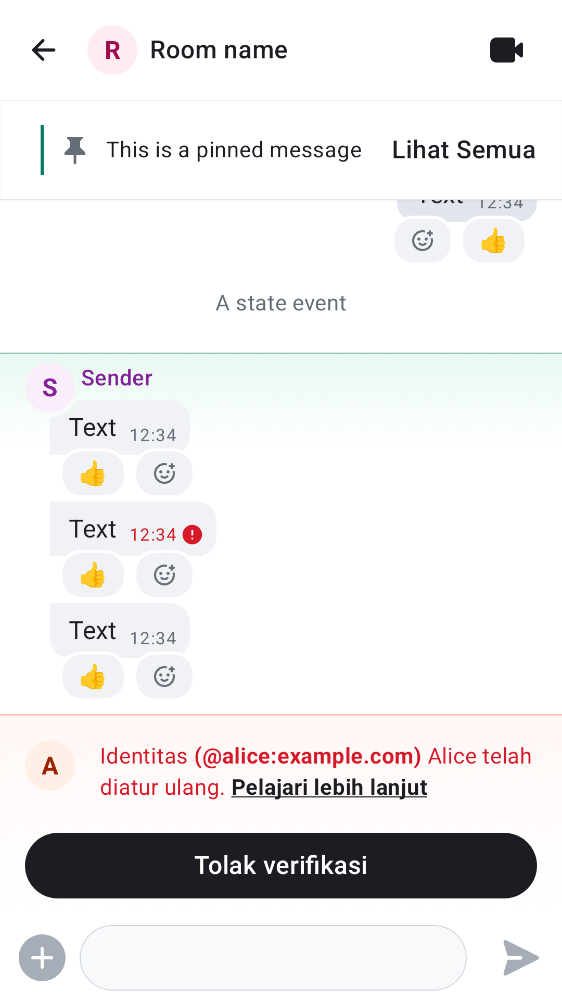 R Room name
This is a pinned message Lihat Semua
Text 12:34
A state event
S Sender
Text 12:34
Text 12:34
Text 12:34
A Identitas (@alice:example.com) Alice telah
diatur ulang. Pelajari lebih lanjut
Tolak verifikasi